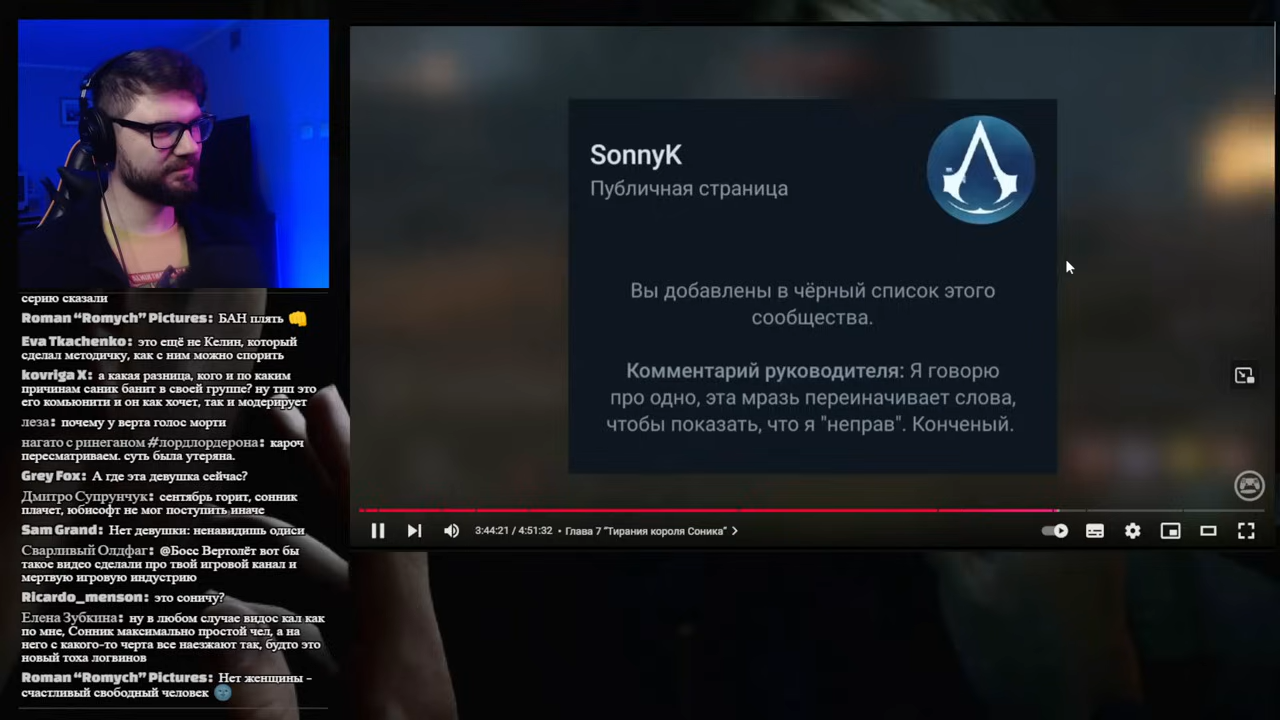 серию сказали
Roman “Romych” Pictures: БАН плять 👊
Eva Tkachenko: это ещё не Келин, который
сделал методичку, как с ним можно спорить
kovriga X: а какая разница, кого и по каким
причинам саник банит в своей группе? ну тип это
его комьюнити и он как хочет, так и модерирует
леза: почему у верта голос морти
нагато с ринеганом #лордлордерона: кароч
пересматриваем. суть была утеряна.
Grey Fox: А где эта девушка сейчас?
Дмитро Супрунчук: сентябрь горит, сонник
плачет, юбисофт не мог поступить иначе
Sam Grand: Нет девушки: ненавидишь одиси
Сварливый Олдфаг: @Босс Вертолёт вот бы
такое видео сделали про твой игровой канал и
мертвую игровую индустрию
Ricardo_menson: это соничу?
Елена Зубкина: ну в любом случае видос кал как
по мне, Сонник максимально простой чел, а на
него с какого-то черта все наезжают так, будто это
новый тоха логвинов
Roman “Romych” Pictures: Нет женщины -
счастливый свободный человек 🌚
SonnyK
Публичная страница
Вы добавлены в чёрный список этого
сообщества.
Комментарий руководителя: Я говорю
про одно, эта мразь переиначивает слова,
чтобы показать, что я "неправ". Конченый.
3:44:21 / 4:51:32 • Глава 7 “Тирания короля Соника” >